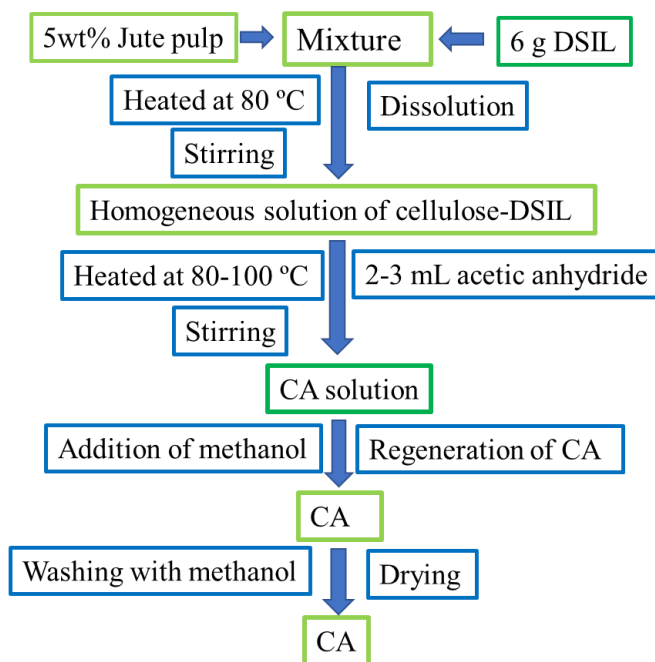 5wt% Jute pulp
Mixture
6 g DSIL
Heated at 80 ºC
Dissolution
Stirring
Homogeneous solution of cellulose-DSIL
Heated at 80-100 ºC
2-3 mL acetic anhydride
Stirring
CA solution
Addition of methanol
Regeneration of CA
CA
Washing with methanol
Drying
CA